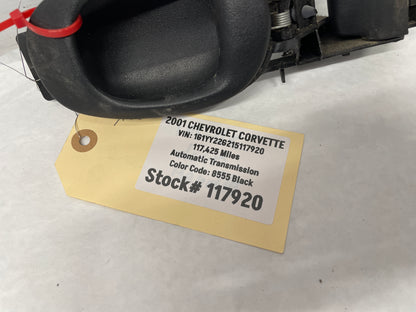 2001 CHEVROLET CORVETTE
VIN: 1G1YY22G215117920
117,425 Miles
Automatic Transmission
Color Code: 8555 Black
Stock# 117920